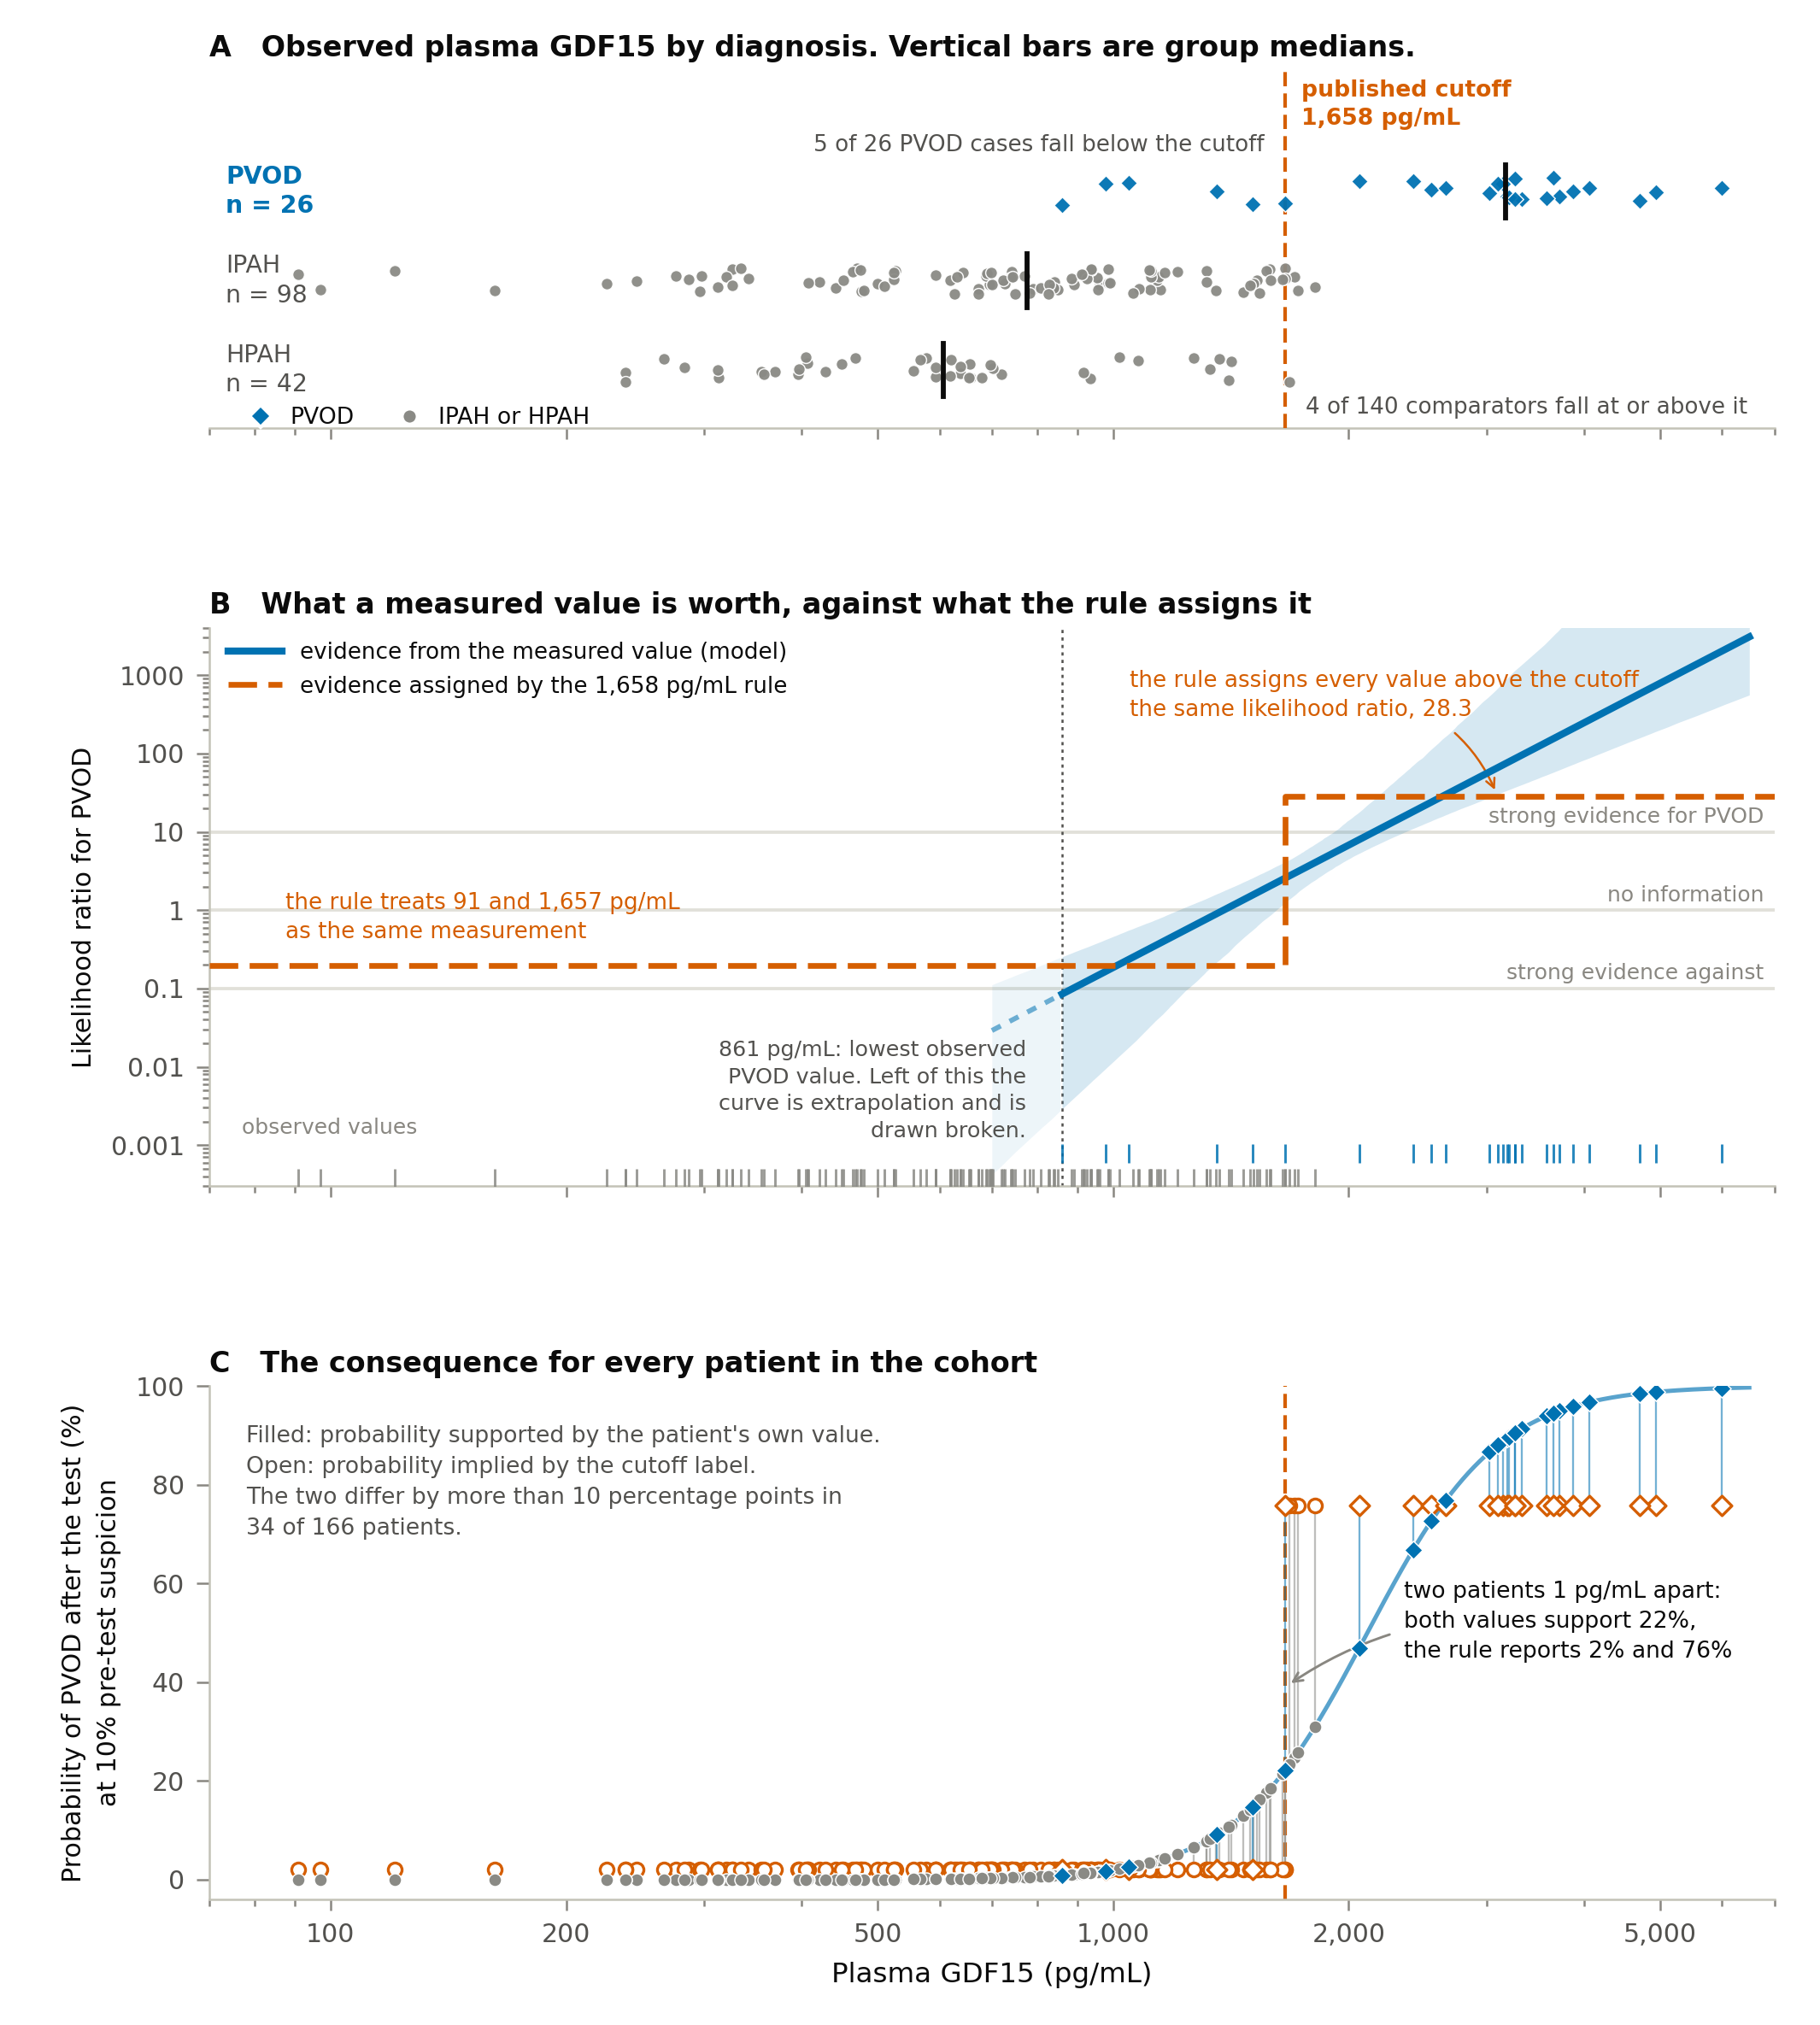 A Observed plasma GDF15 by diagnosis. Vertical bars are group medians.
published cutoff
1,658 pg/mL
5 of 26 PVOD cases fall below the cutoff
PVOD
n = 26
IPAH
n = 98
HPAH
n = 42
4 of 140 comparators fall at or above it
PVOD
IPAH or HPAH
B What a measured value is worth, against what the rule assigns it
evidence from the measured value (model)
evidence assigned by the 1,658 pg/mL rule
the rule assigns every value above the cutoff
the same likelihood ratio, 28.3
strong evidence for PVOD
no information
strong evidence against
the rule treats 91 and 1,657 pg/mL
as the same measurement
861 pg/mL: lowest observed
PVOD value. Left of this the
curve is extrapolation and is
drawn broken.
observed values
Likelihood ratio for PVOD
1000
100
10
1
0.1
0.01
0.001
C The consequence for every patient in the cohort
Filled: probability supported by the patient's own value.
Open: probability implied by the cutoff label.
The two differ by more than 10 percentage points in
34 of 166 patients.
two patients 1 pg/mL apart:
both values support 22%,
the rule reports 2% and 76%
Probability of PVOD after the test (%)
at 10% pre-test suspicion
100
80
60
40
20
0
100
200
500
1,000
2,000
5,000
Plasma GDF15 (pg/mL)